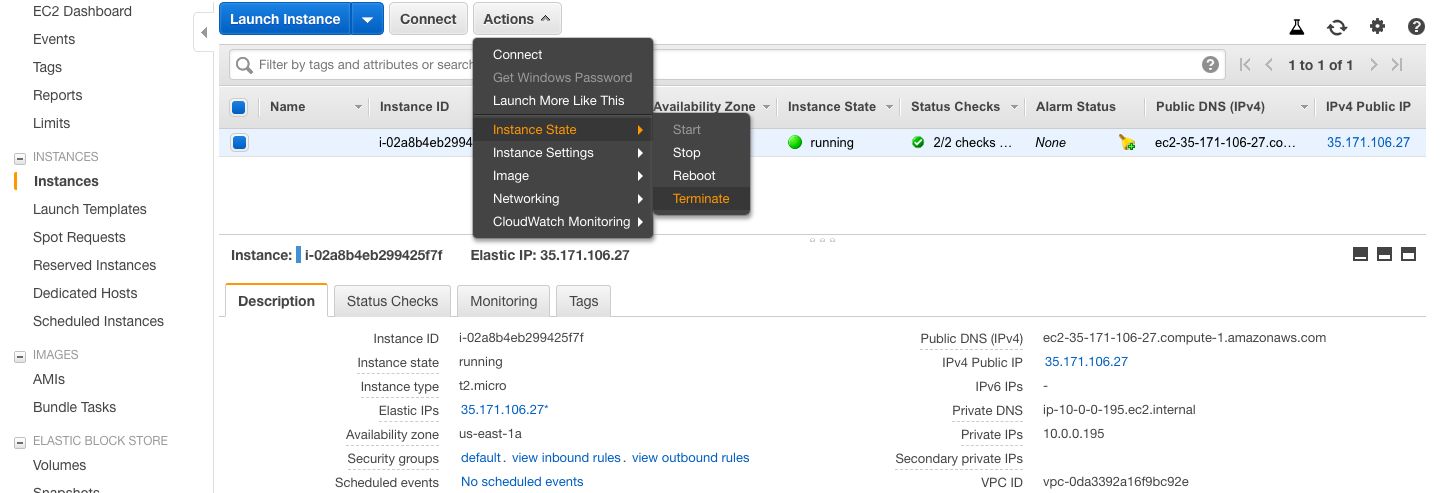 EC2 Dashboard
Events
Tags
Reports
Limits
INSTANCES
Instances
Launch Templates
Spot Requests
Reserved Instances
Dedicated Hosts
Scheduled Instances
IMAGES
AMIs
Bundle Tasks
ELASTIC BLOCK STORE
Volumes
Snapshots
Launch Instance Connect Actions
Connect
Get Windows Password
Launch More Like This
Instance State
Instance Settings
Image
Networking
CloudWatch Monitoring
Start
Stop
Reboot
Terminate
Filter by tags and attributes or searc 1 to 1 of 1
Name Instance ID Availability Zone Instance State Status Checks Alarm Status Public DNS (IPv4) IPv4 Public IP
i-02a8b4eb2994 running 2/2 checks ... None ec2-35-171-106-27.co... 35.171.106.27
Instance: i-02a8b4eb299425f7f Elastic IP: 35.171.106.27
Description Status Checks Monitoring Tags
Instance ID i-02a8b4eb299425f7f Public DNS (IPv4) ec2-35-171-106-27.compute-1.amazonaws.com
Instance state running IPv4 Public IP 35.171.106.27
Instance type t2.micro IPv6 IPs -
Elastic IPs 35.171.106.27* Private DNS ip-10-0-0-195.ec2.internal
Availability zone us-east-1a Private IPs 10.0.0.195
Security groups default. view inbound rules. view outbound rules Secondary private IPs
Scheduled events No scheduled events VPC ID vpc-0da3392a16f9bc92e